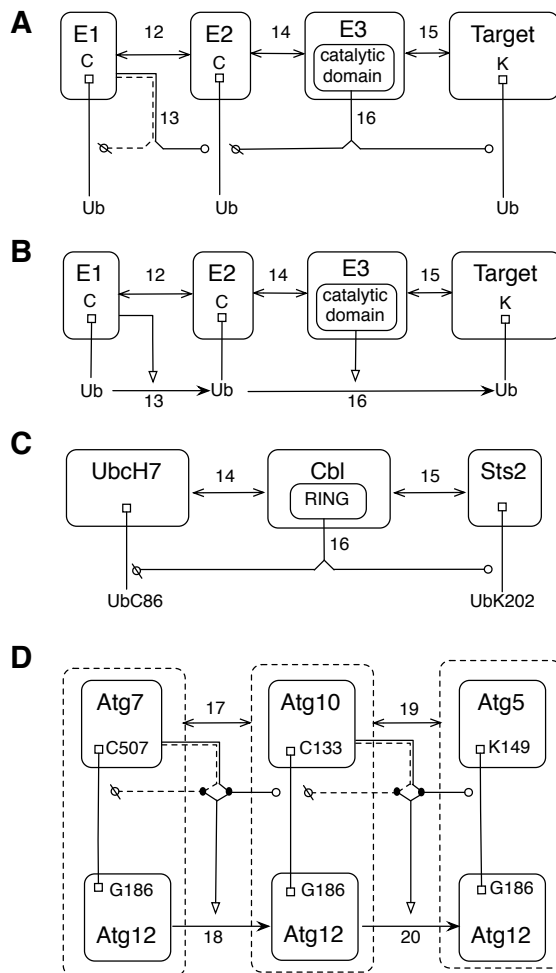 A
E1
12
E2
14
E3
15
Target
C
C
catalytic
domain
K
13
16
Ub
Ub
Ub
B
E1
12
E2
14
E3
15
Target
C
C
catalytic
domain
K
Ub
Ub
Ub
13
16
C
UbcH7
14
Cbl
15
Sts2
RING
16
UbC86
UbK202
D
Atg7
17
Atg10
19
Atg5
C507
C133
K149
G186
G186
G186
Atg12
18
Atg12
20
Atg12